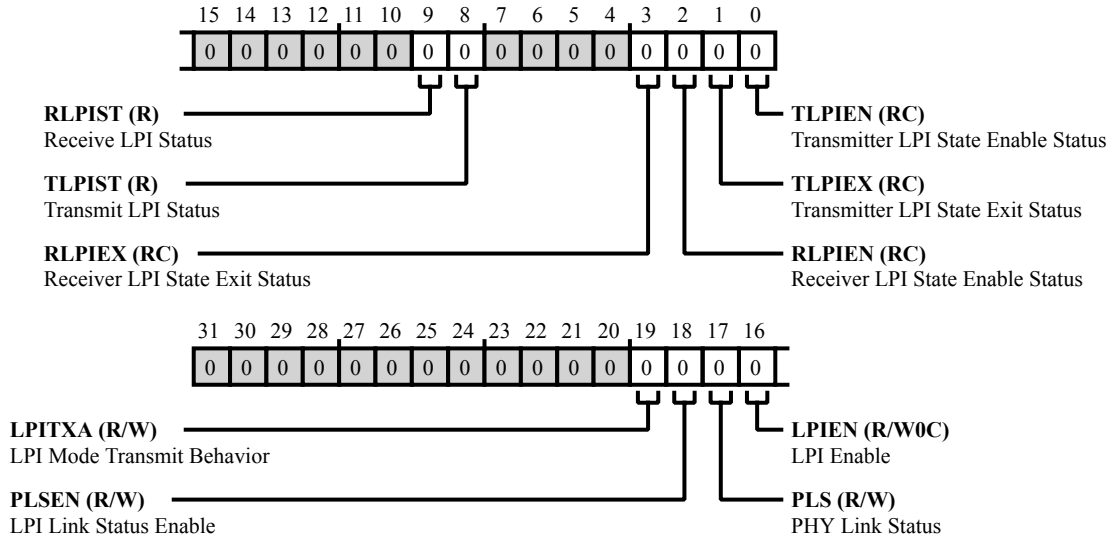 15 14 13 12 11 10 9 8 7 6 5 4 3 2 1 0
0 0 0 0 0 0 0 0 0 0 0 0 0 0 0 0
RLPIST (R)
Receive LPI Status
TLPIEN (RC)
Transmitter LPI State Enable Status
TLPIST (R)
Transmit LPI Status
TLPIEX (RC)
Transmitter LPI State Exit Status
RLPIEX (RC)
Receiver LPI State Exit Status
RLPIEN (RC)
Receiver LPI State Enable Status
31 30 29 28 27 26 25 24 23 22 21 20 19 18 17 16
0 0 0 0 0 0 0 0 0 0 0 0 0 0 0 0
LPITXA (R/W)
LPI Mode Transmit Behavior
LPIEN (R/W0C)
LPI Enable
PLSEN (R/W)
LPI Link Status Enable
PLS (R/W)
PHY Link Status